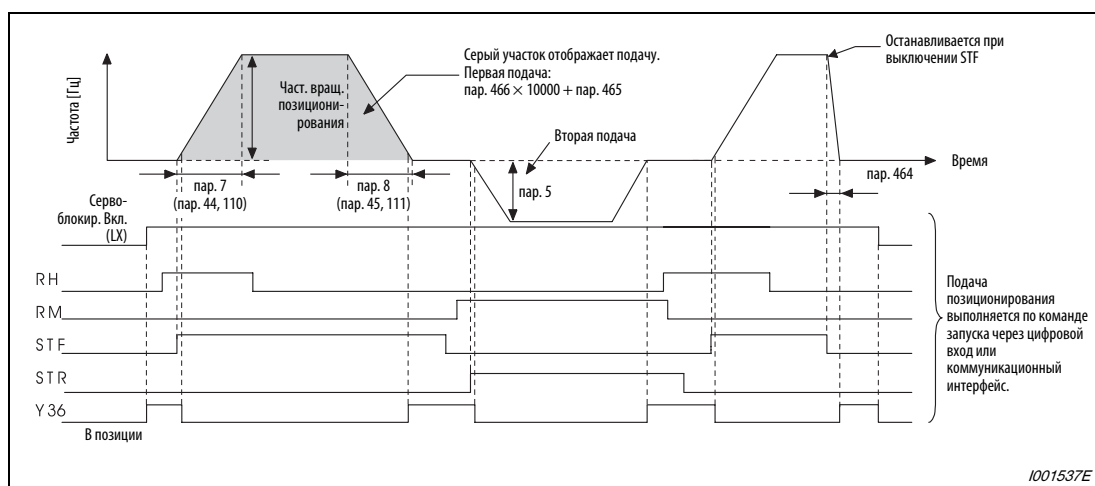 Частота [Гц]
Част. вращ.
позициони-
рования
Серый участок отображает подачу.
Первая подача:
пар. 466 × 10000 + пар. 465
Останавливается при
выключении STF
Вторая подача
Время
пар. 7
(пар. 44, 110)
пар. 8
(пар. 45, 111)
пар. 5
пар. 464
Серво-
блокир. Вкл.
(LX)
RH
RM
STF
STR
Y36
В позиции
Подача
позиционирования
выполняется по команде
запуска через цифровой
вход или
коммуникационный
интерфейс.
I001537E